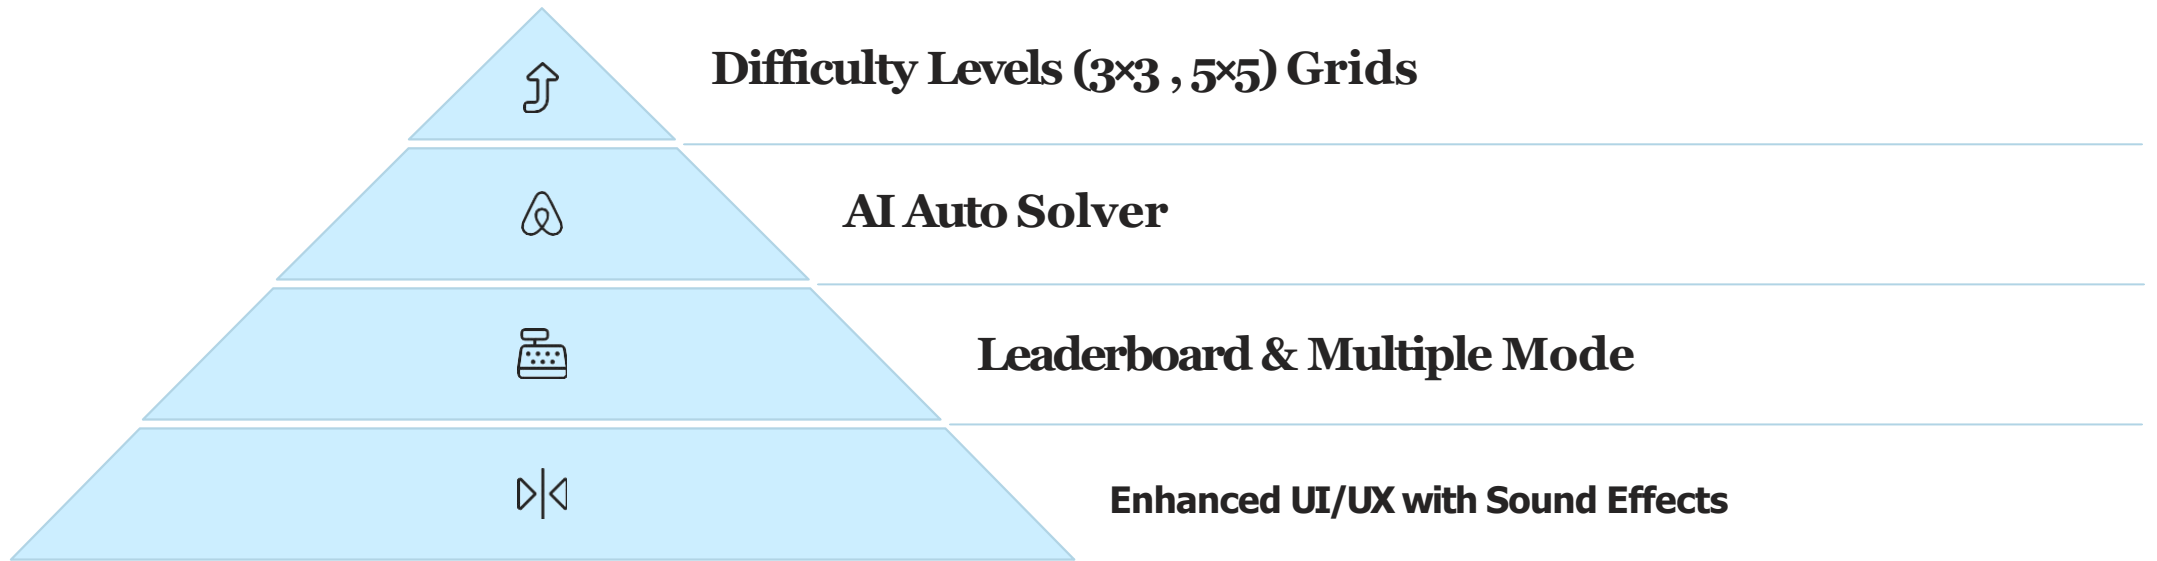 Difficulty Levels (3×3 , 5×5) Grids
AI Auto Solver
Leaderboard & Multiple Mode
Enhanced UI/UX with Sound Effects